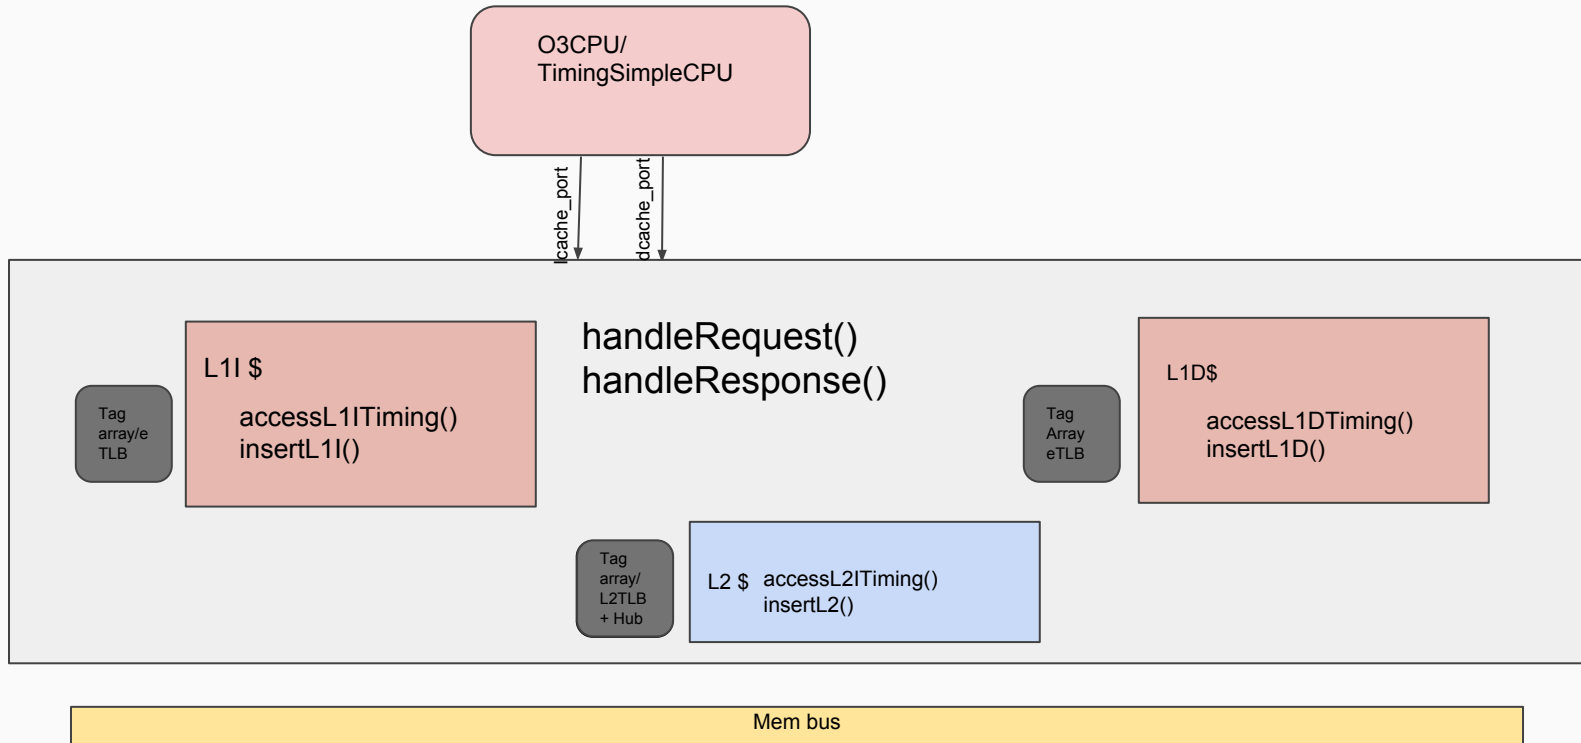 O3CPU/
TimingSimpleCPU
Icache_port
dcache_port
handleRequest()
handleResponse()
L1I $
accessL1ITiming()
insertL1I()
Tag
array/e
TLB
L1D$
accessL1DTiming()
insertL1D()
Tag
Array
eTLB
Tag
array/
L2TLB
+ Hub
L2 $
accessL2ITiming()
insertL2()
Mem bus